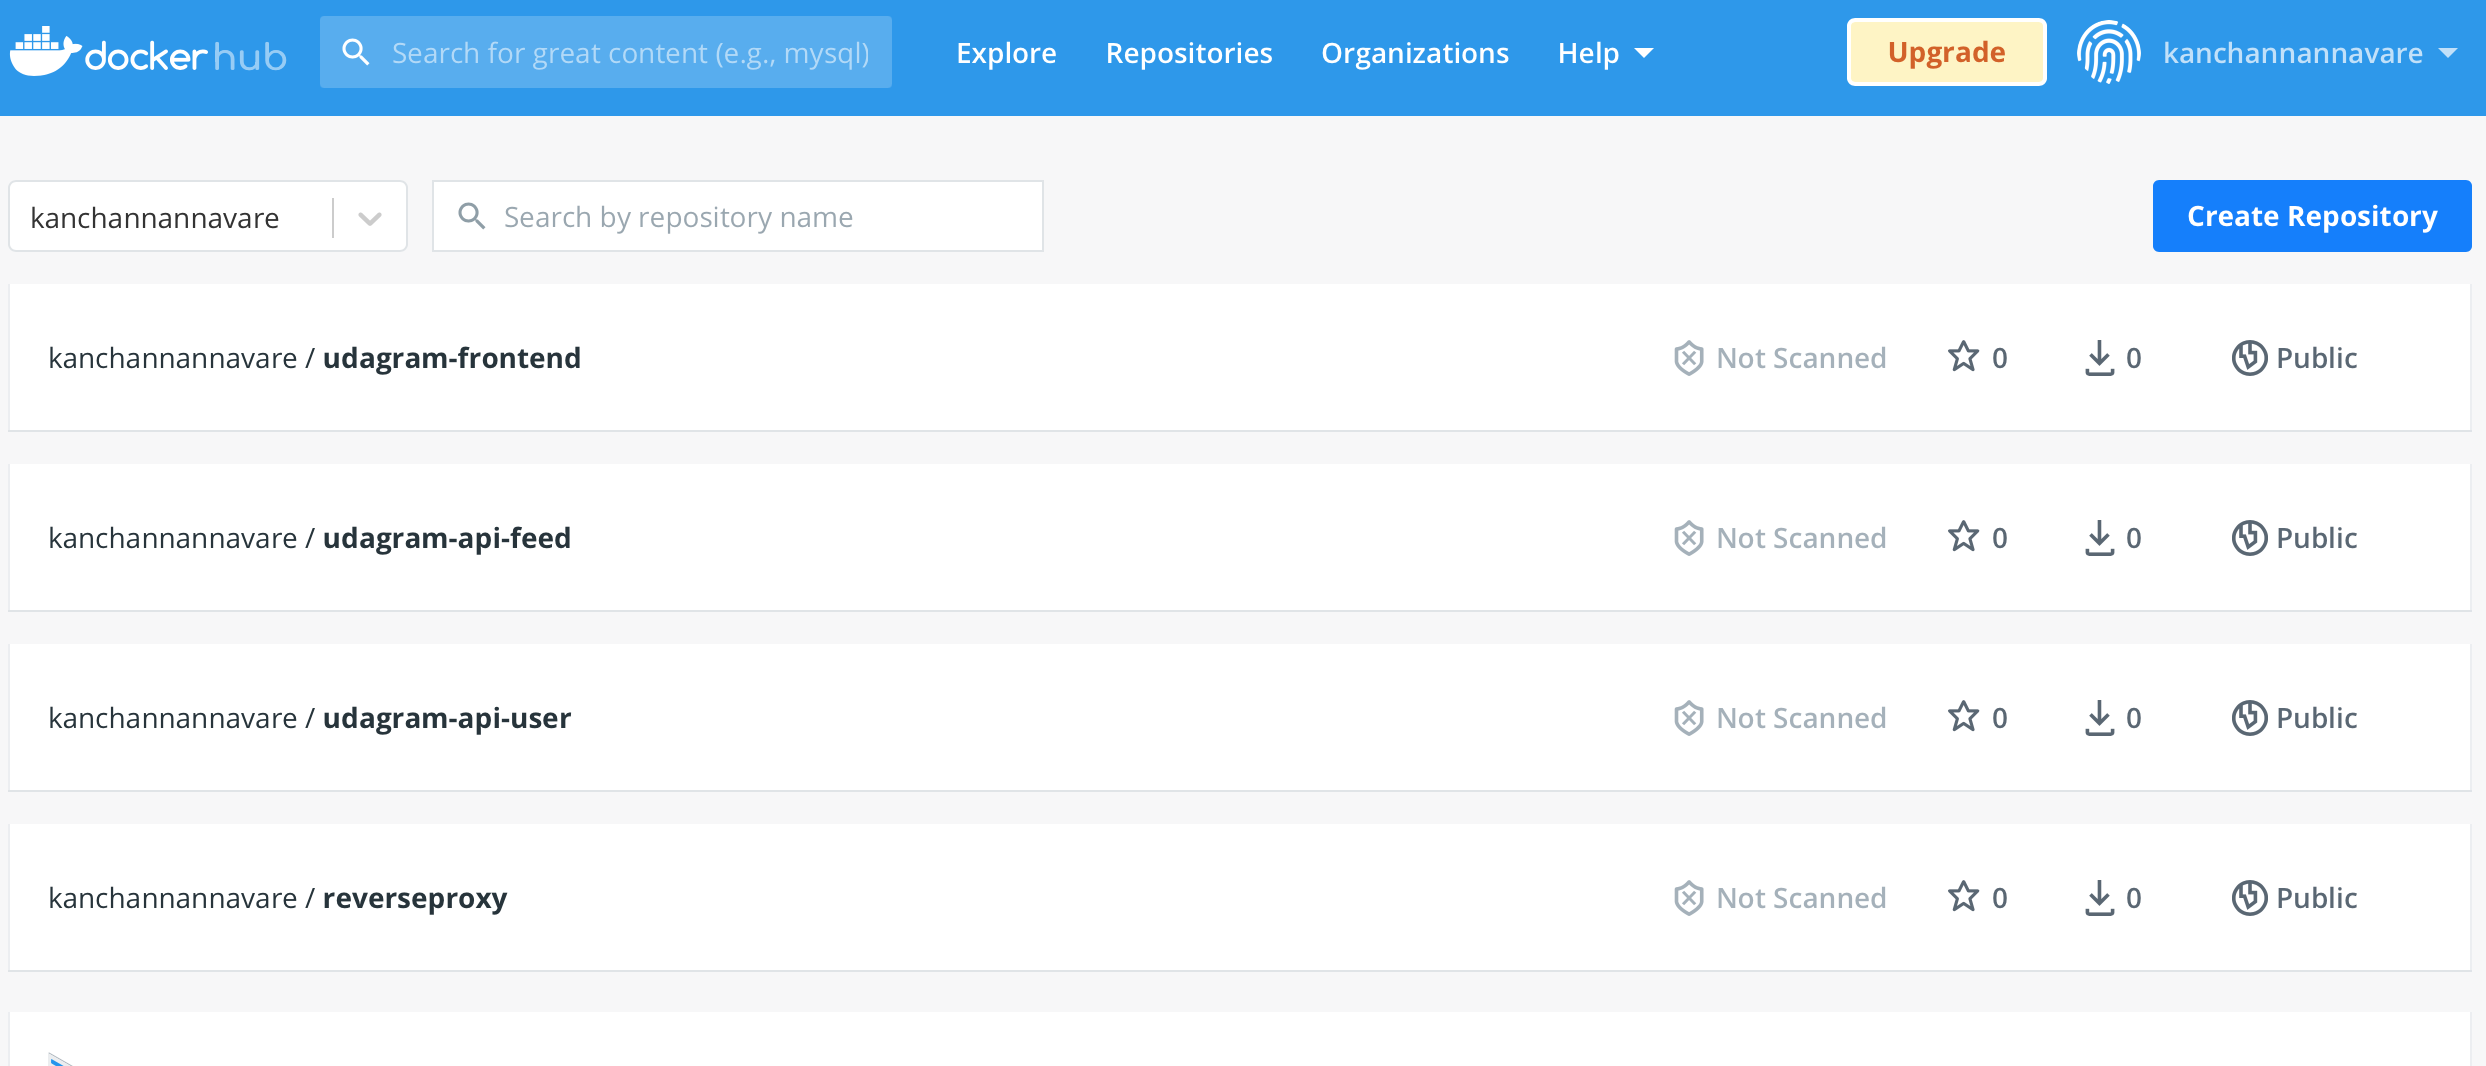 docker hub Search for great content (e.g., mysql) Explore Repositories Organizations Help Upgrade kanchannannavare
kanchannannavare Search by repository name Create Repository
kanchannannavare / udagram-frontend Not Scanned 0 0 Public
kanchannannavare / udagram-api-feed Not Scanned 0 0 Public
kanchannannavare / udagram-api-user Not Scanned 0 0 Public
kanchannannavare / reverseproxy Not Scanned 0 0 Public